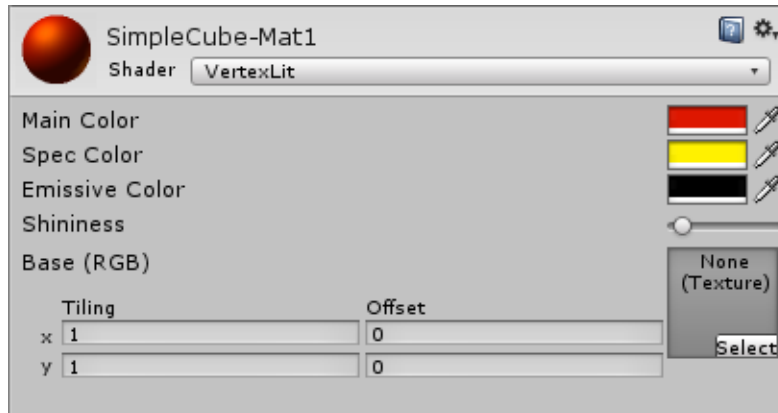 SimpleCube-Mat1
Shader VertexLit
Main Color
Spec Color
Emissive Color
Shininess
Base (RGB)
None
(Texture)
Tiling Offset
x 1 0
Select
y 1 0